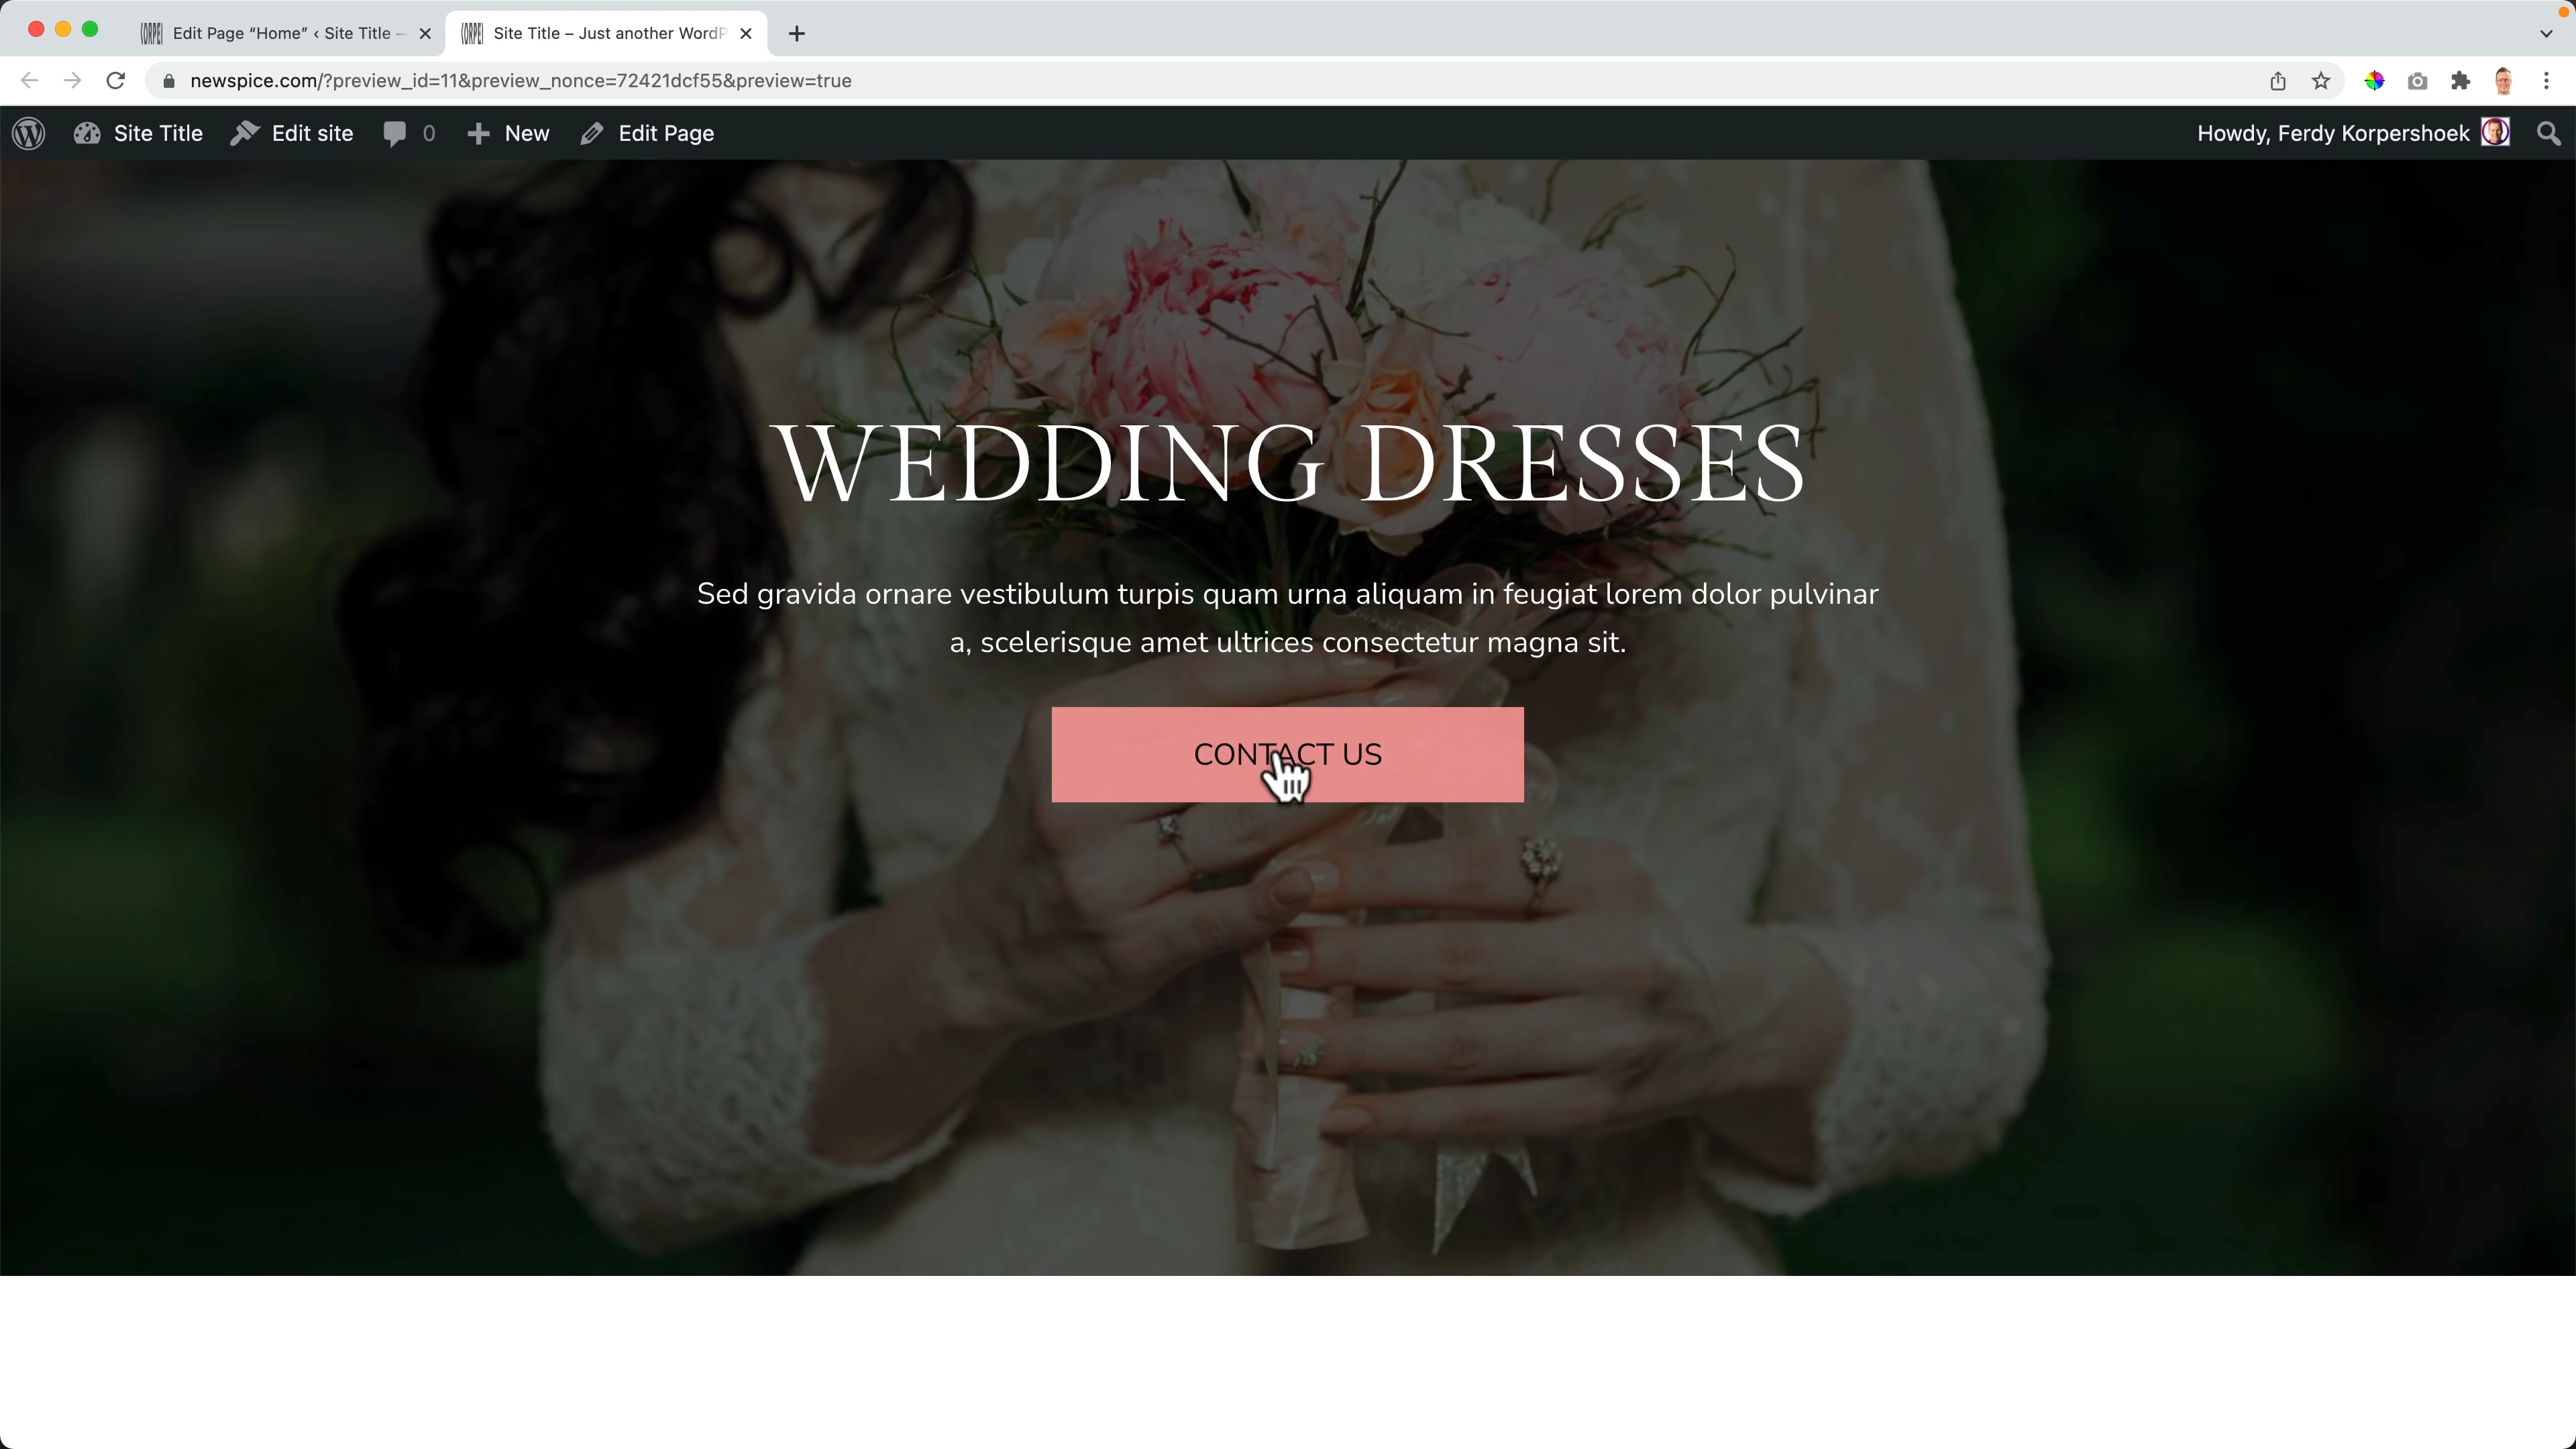 Edit Page “Home” ‹ Site Title —
Site Title – Just another WordP
newspice.com/?preview_id=11&preview_nonce=72421dcf55&preview=true
Site Title Edit site 0 New Edit Page Howdy, Ferdy Korpershoek
WEDDING DRESSES
Sed gravida ornare vestibulum turpis quam urna aliquam in feugiat lorem dolor pulvinar
a, scelerisque amet ultrices consectetur magna sit.
CONTACT US